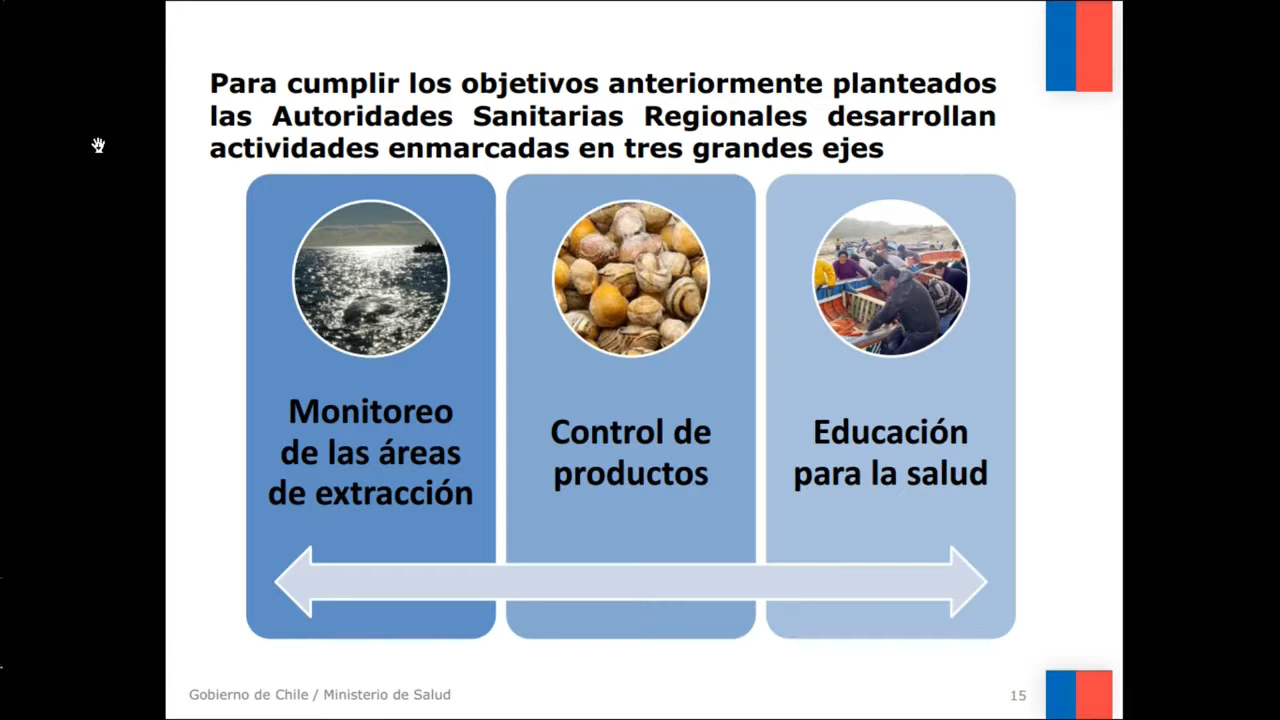 Para cumplir los objetivos anteriormente planteados
las Autoridades Sanitarias Regionales desarrollan
actividades enmarcadas en tres grandes ejes
Monitoreo
de las áreas
de extracción
Control de
productos
Educación
para la salud
Gobierno de Chile / Ministerio de Salud
15